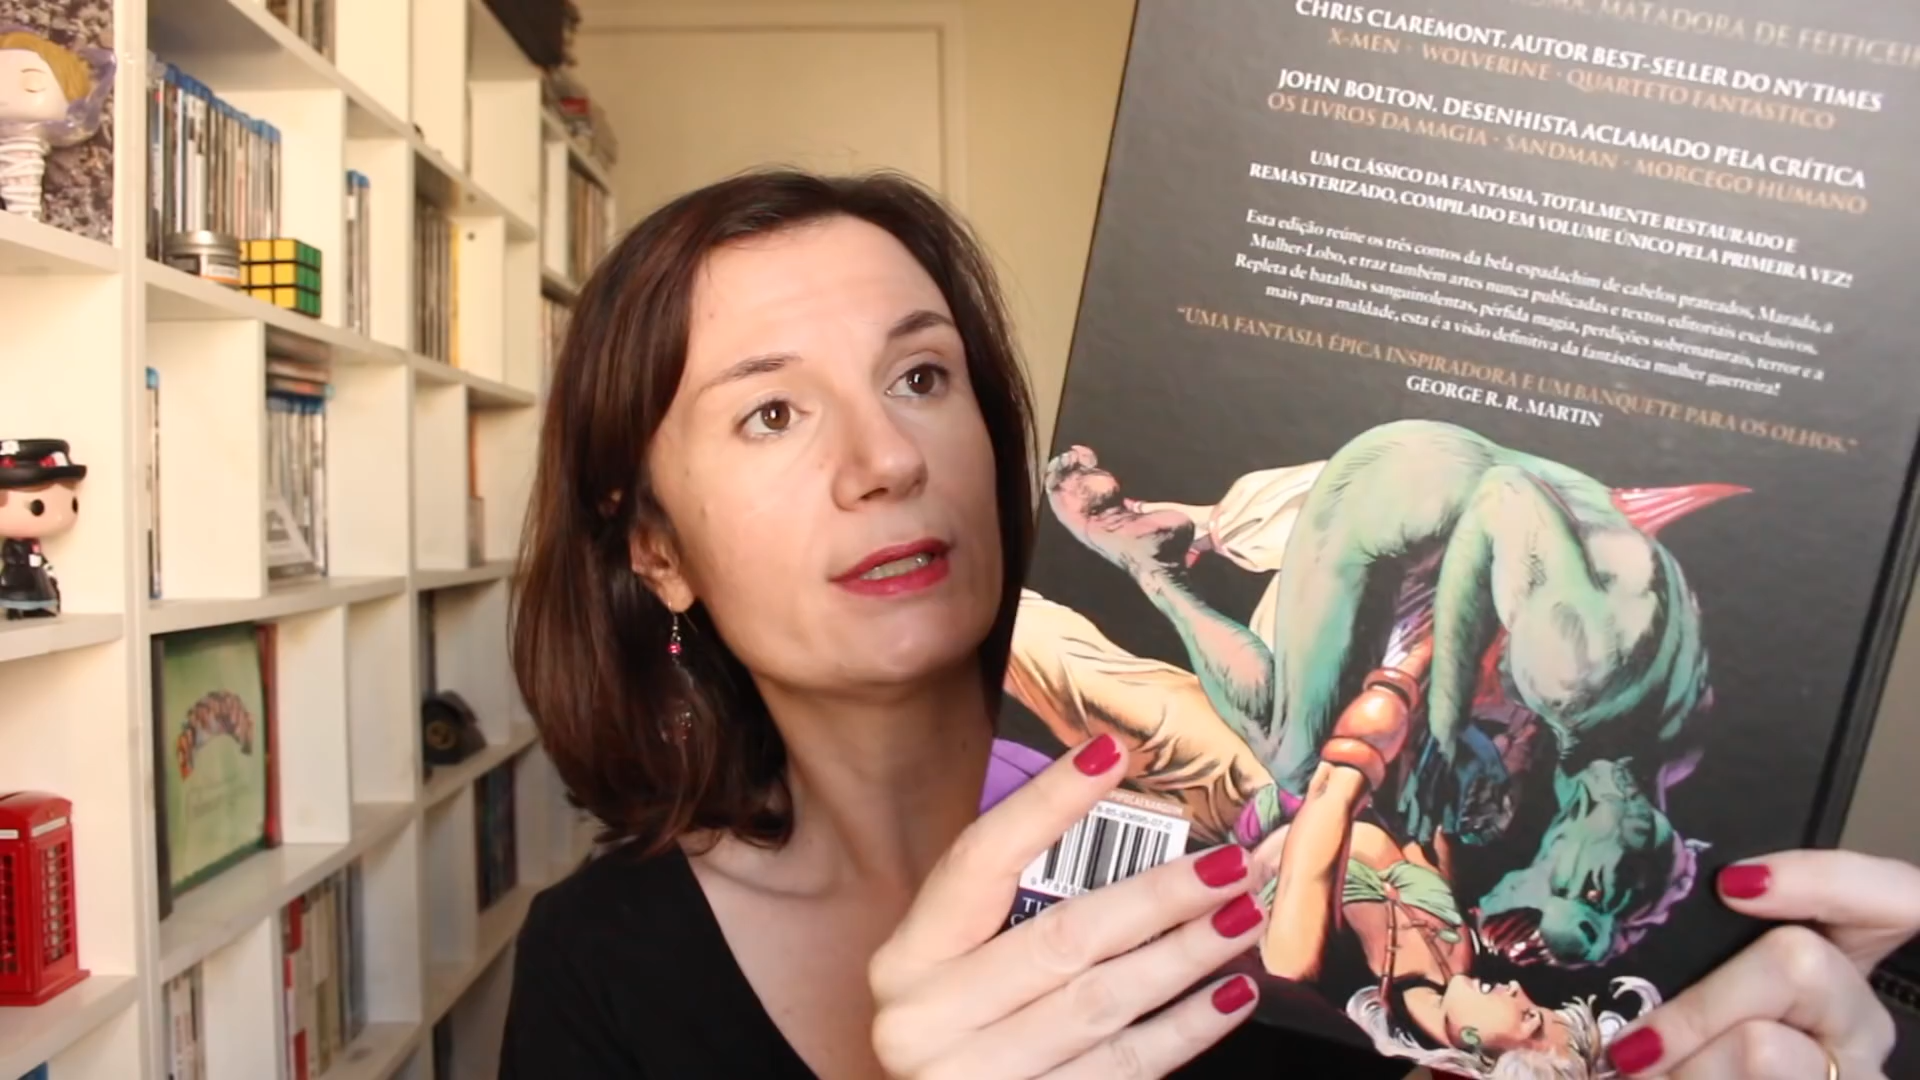 MATADORA DE FEITICEIR
CHRIS CLAREMONT. AUTOR BEST-SELLER DO NY TIMES
X-MEN · WOLVERINE · QUARTETO FANTÁSTICO
JOHN BOLTON. DESENHISTA ACLAMADO PELA CRÍTICA
OS LIVROS DA MAGIA · SANDMAN · MORCEGO HUMANO
UM CLÁSSICO DA FANTASIA, TOTALMENTE RESTAURADO E
REMASTERIZADO, COMPILADO EM VOLUME ÚNICO PELA PRIMEIRA VEZ!
Esta edição reúne os três contos da bela espadachim de cabelos prateados, Marada, a
Mulher-Lobo, e traz também artes nunca publicadas e textos editoriais exclusivos.
Repleta de batalhas sanguinolentas, pérfida magia, perdições sobrenaturais, terror e a
mais pura maldade, esta é a visão definitiva da fantástica mulher guerreira!
"UMA FANTASIA ÉPICA INSPIRADORA E UM BANQUETE PARA OS OLHOS."
GEORGE R. R. MARTIN